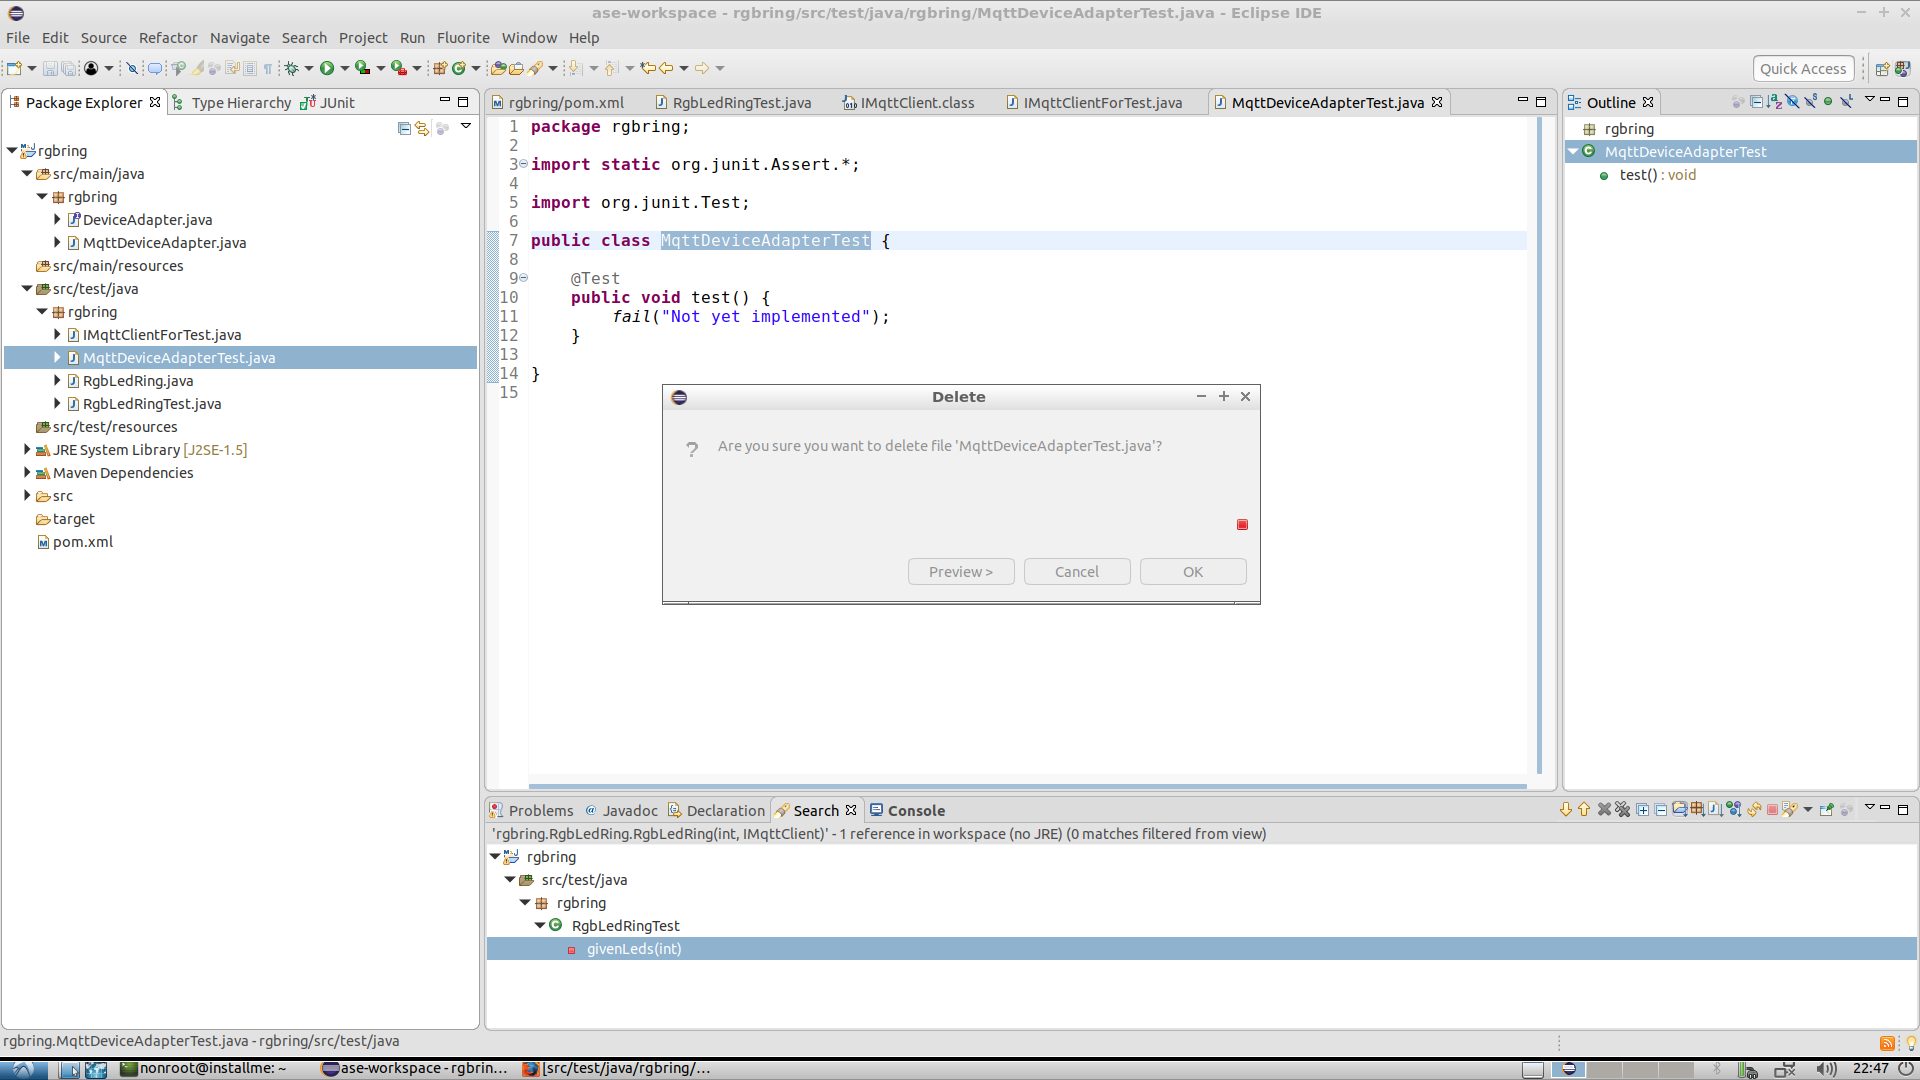 ase-workspace - rgbring/src/test/java/rgbring/MqttDeviceAdapterTest.java - Eclipse IDE
File Edit Source Refactor Navigate Search Project Run Fluorite Window Help
Quick Access
Package Explorer Type Hierarchy JUnit
rgbring
src/main/java
rgbring
DeviceAdapter.java
MqttDeviceAdapter.java
src/main/resources
src/test/java
rgbring
IMqttClientForTest.java
MqttDeviceAdapterTest.java
RgbLedRing.java
RgbLedRingTest.java
src/test/resources
JRE System Library [J2SE-1.5]
Maven Dependencies
src
target
pom.xml
rgbring/pom.xml RgbLedRingTest.java IMqttClient.class IMqttClientForTest.java MqttDeviceAdapterTest.java
1 package rgbring;
2
3 import static org.junit.Assert.*;
4
5 import org.junit.Test;
6
7 public class MqttDeviceAdapterTest {
8
9 @Test
10 public void test() {
11 fail("Not yet implemented");
12 }
13
14 }
15
Delete
Are you sure you want to delete file 'MqttDeviceAdapterTest.java'?
Preview > Cancel OK
Outline
rgbring
MqttDeviceAdapterTest
test() : void
Problems Javadoc Declaration Search Console
'rgbring.RgbLedRing.RgbLedRing(int, IMqttClient)' - 1 reference in workspace (no JRE) (0 matches filtered from view)
rgbring
src/test/java
rgbring
RgbLedRingTest
givenLeds(int)
rgbring.MqttDeviceAdapterTest.java - rgbring/src/test/java
nonroot@installme: ~ ase-workspace - rgbrin... [src/test/java/rgbring/... 22:47